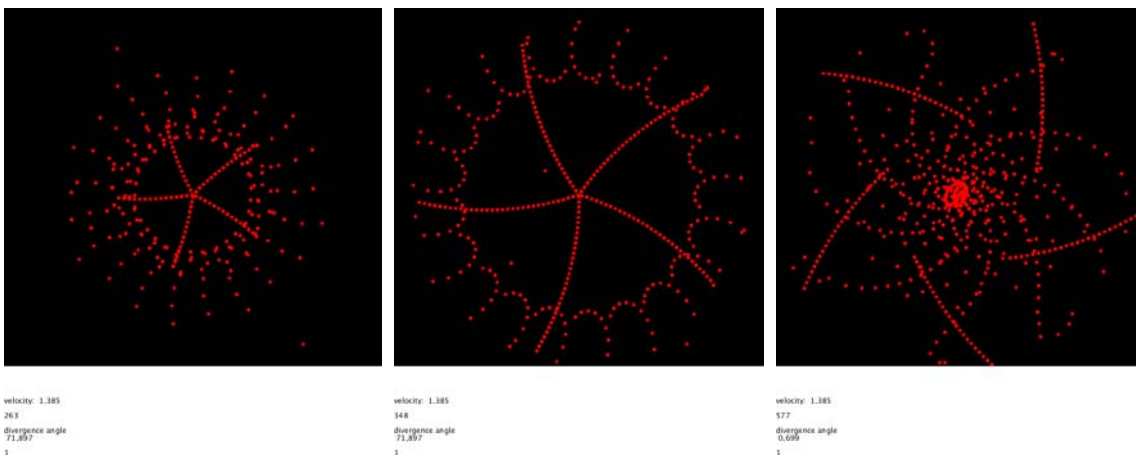 velocity: 1.385
263
divergence angle
71,897
1
velocity: 1.385
348
divergence angle
71,897
1
velocity: 1.385
577
divergence angle
0,699
1